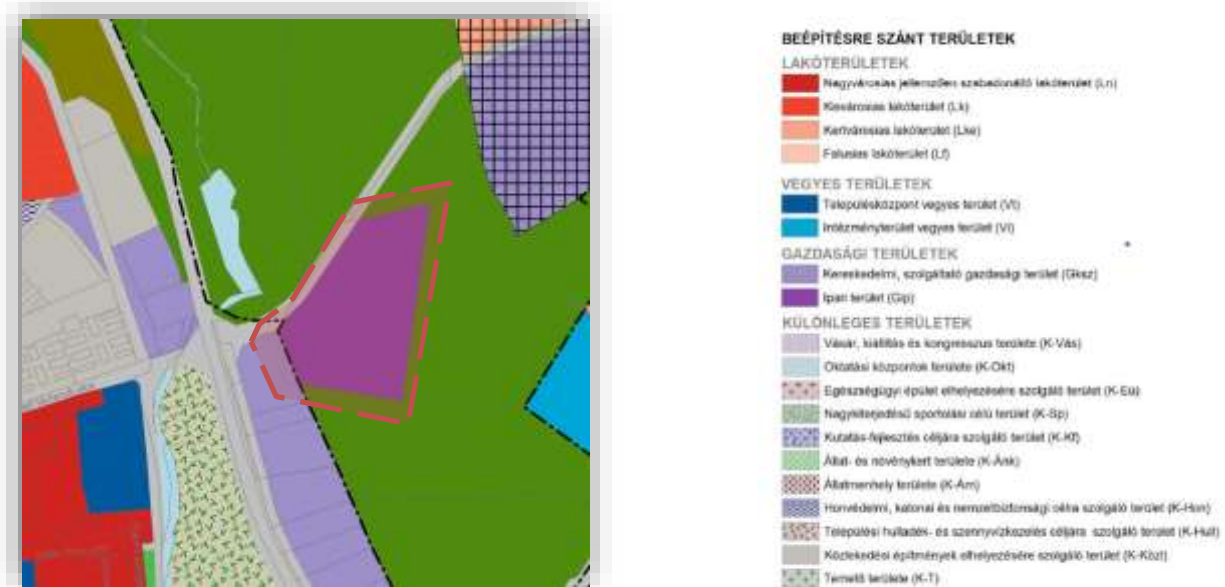 BEÉPÍTÉSRE SZÁNT TERÜLETEK
LAKÓTERÜLETEK
Nagyvárosias jellemzően szabadonálló lakóterület (Ln)
Kisvárosias lakóterület (Lk)
Kertvárosias lakóterület (Lke)
Falusias lakóterület (Lf)
VEGYES TERÜLETEK
Településközpont vegyes terület (Vt)
Intézményterület vegyes terület (Vi)
GAZDASÁGI TERÜLETEK
Kereskedelmi, szolgáltató gazdasági terület (Gksz)
Ipari terület (Gip)
KÜLÖNLEGES TERÜLETEK
Vásár, kiállítás és kongresszus területe (K-Vás)
Oktatási központok területe (K-Okt)
Egészségügyi épület elhelyezésére szolgáló terület (K-Eü)
Nagykiterjedésű sportolási célú terület (K-Sp)
Kutatás-fejlesztés céljára szolgáló terület (K-Kf)
Állat- és növénykert területe (K-Ánk)
Állatmenhely területe (K-Ám)
Honvédelmi, katonai és nemzetbiztonsági célra szolgáló terület (K-Hon)
Települési hulladék- és szennyvízkezelés céljára szolgáló terület (K-Hull)
Közlekedési építmények elhelyezésére szolgáló terület (K-Közl)
Temető területe (K-T)